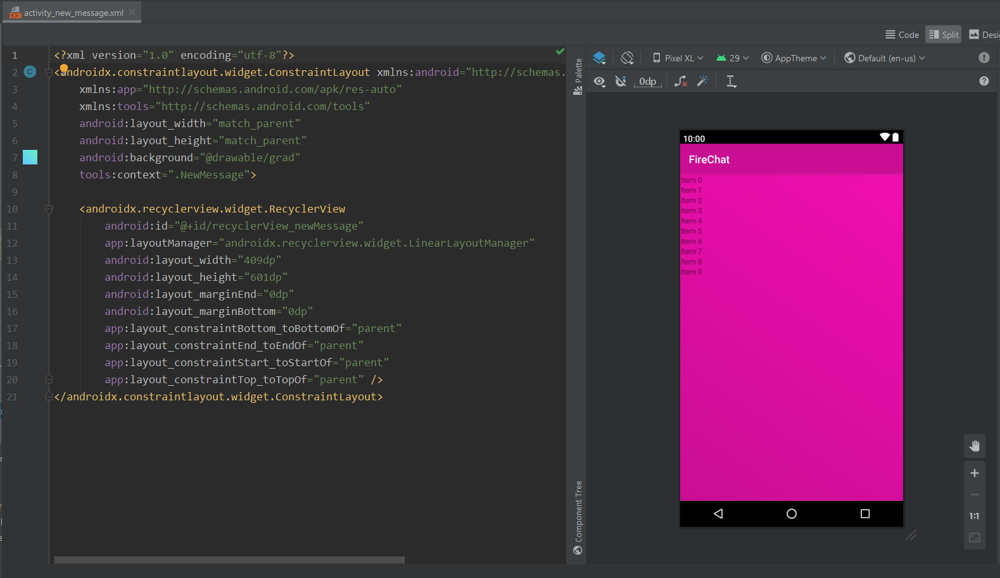 activity_new_message.xml
Code Split Desi
1 <?xml version="1.0" encoding="utf-8"?>
2 <androidx.constraintlayout.widget.ConstraintLayout xmlns:android="http://schemas.
3 xmlns:app="http://schemas.android.com/apk/res-auto"
4 xmlns:tools="http://schemas.android.com/tools"
5 android:layout_width="match_parent"
6 android:layout_height="match_parent"
7 android:background="@drawable/grad"
8 tools:context=".NewMessage">
9
10 <androidx.recyclerview.widget.RecyclerView
11 android:id="@+id/recyclerView_newMessage"
12 app:layoutManager="androidx.recyclerview.widget.LinearLayoutManager"
13 android:layout_width="409dp"
14 android:layout_height="601dp"
15 android:layout_marginEnd="0dp"
16 android:layout_marginBottom="0dp"
17 app:layout_constraintBottom_toBottomOf="parent"
18 app:layout_constraintEnd_toEndOf="parent"
19 app:layout_constraintStart_toStartOf="parent"
20 app:layout_constraintTop_toTopOf="parent" />
21 </androidx.constraintlayout.widget.ConstraintLayout>
Palette
Component Tree
Pixel XL 29 AppTheme Default (en-us)
0dp
10:00
FireChat
Item 0
Item 1
Item 2
Item 3
Item 4
Item 5
Item 6
Item 7
Item 8
Item 9
1:1